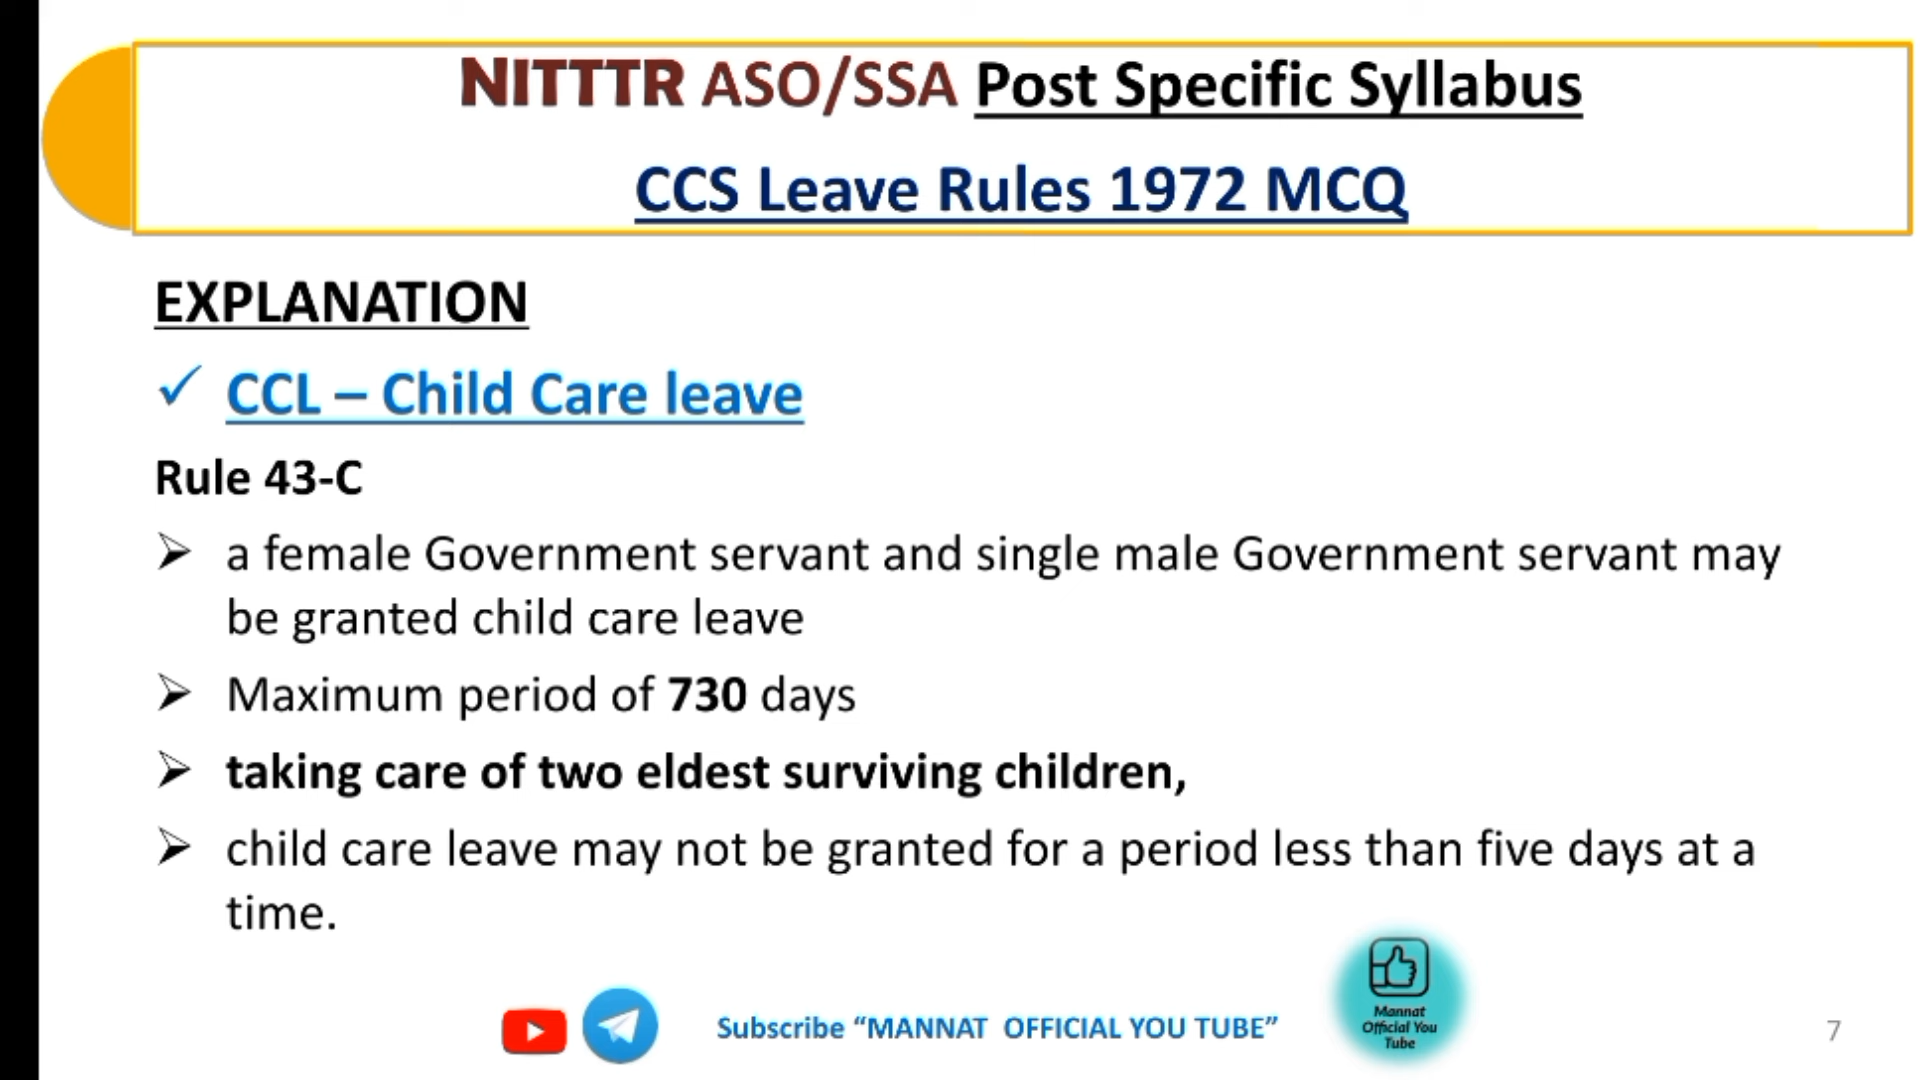 NITTTR ASO/SSA Post Specific Syllabus
CCS Leave Rules 1972 MCQ
EXPLANATION
✓ CCL – Child Care leave
Rule 43-C
➢ a female Government servant and single male Government servant may
be granted child care leave
➢ Maximum period of 730 days
➢ taking care of two eldest surviving children,
➢ child care leave may not be granted for a period less than five days at a
time.
Subscribe “MANNAT OFFICIAL YOU TUBE”
Mannat
Official You
Tube
7